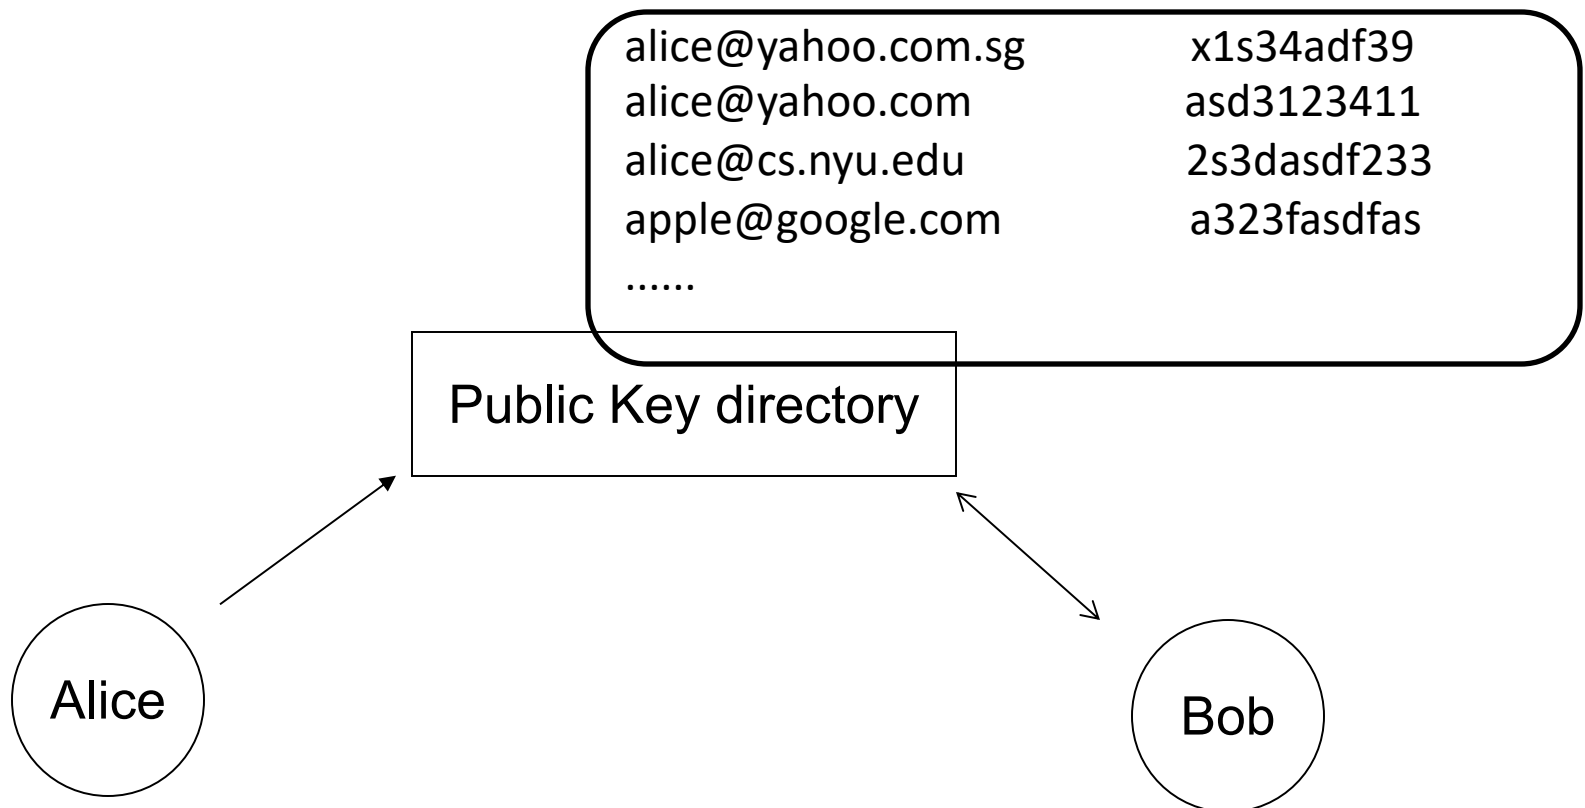 alice@yahoo.com.sg x1s34adf39
alice@yahoo.com asd3123411
alice@cs.nyu.edu 2s3dasdf233
apple@google.com a323fasdfas
......
Public Key directory
Alice
Bob